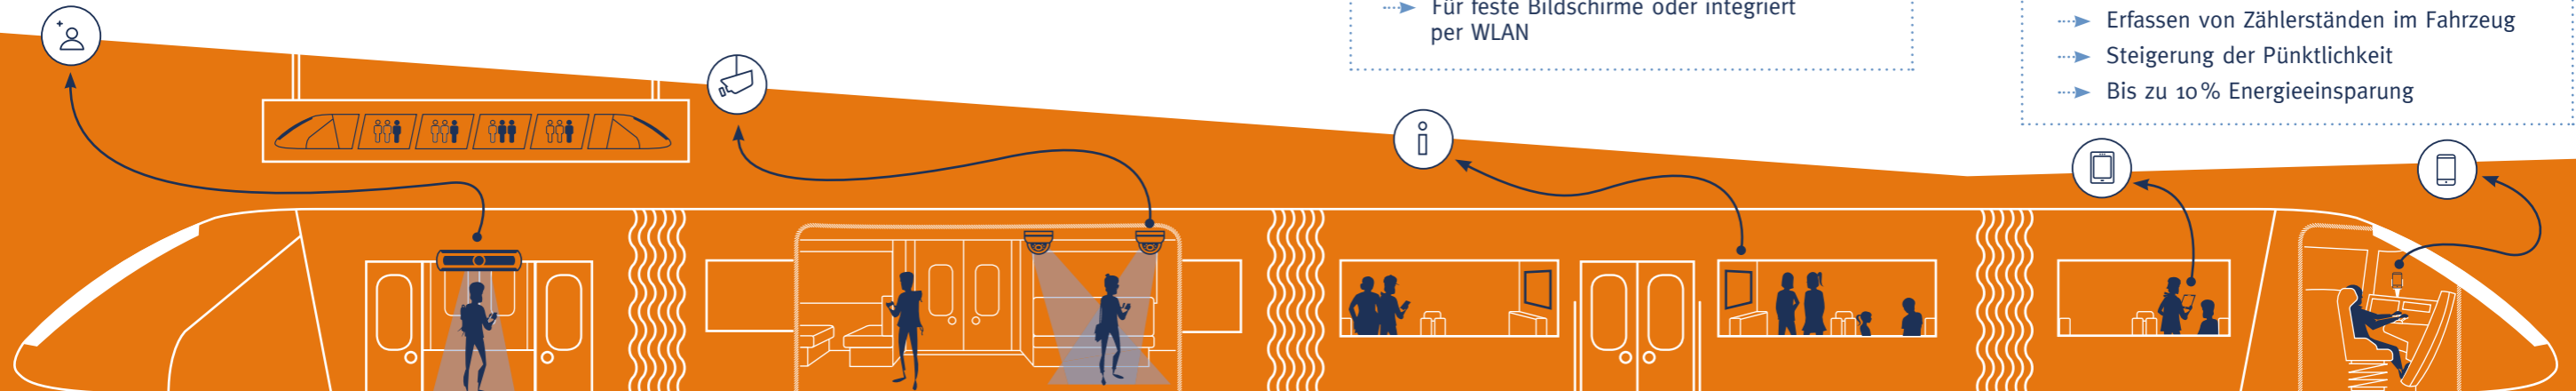 Für feste Bildschirme oder integriert
per WLAN
Erfassen von Zählerständen im Fahrzeug
Steigerung der Pünktlichkeit
Bis zu 10 % Energieeinsparung